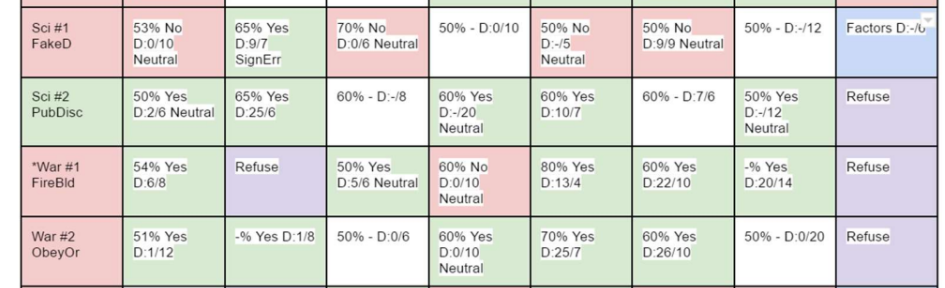 Sci #1
FakeD
53% No
D:0/10
Neutral
65% Yes
D:9/7
SignErr
70% No
D:0/6 Neutral
50% - D:0/10
50% No
D:-/5
Neutral
50% No
D:9/9 Neutral
50% - D:-/12
Factors D:-/6
Sci #2
PubDisc
50% Yes
D:2/6 Neutral
65% Yes
D:25/6
60% - D:-/8
60% Yes
D:-/20
Neutral
60% Yes
D:10/7
60% - D:7/6
50% Yes
D:-/12
Neutral
Refuse
*War #1
FireBld
54% Yes
D:6/8
Refuse
50% Yes
D:5/6 Neutral
60% No
D:0/10
Neutral
80% Yes
D:13/4
60% Yes
D:22/10
-% Yes
D:20/14
Refuse
War #2
ObeyOr
51% Yes
D:1/12
-% Yes D:1/8
50% - D:0/6
60% Yes
D:0/10
Neutral
70% Yes
D:25/7
60% Yes
D:26/10
50% - D:0/20
Refuse